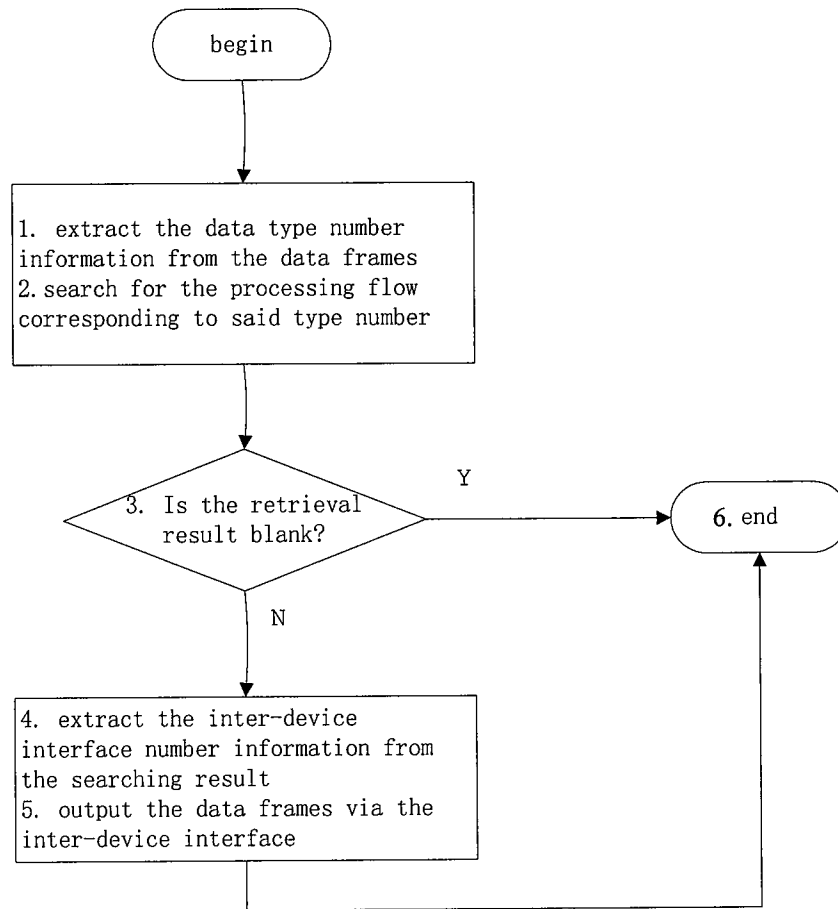 begin
1. extract the data type number
information from the data frames
2. search for the processing flow
corresponding to said type number
3. Is the retrieval
result blank?
Y
6. end
N
4. extract the inter-device
interface number information from
the searching result
5. output the data frames via the
inter-device interface